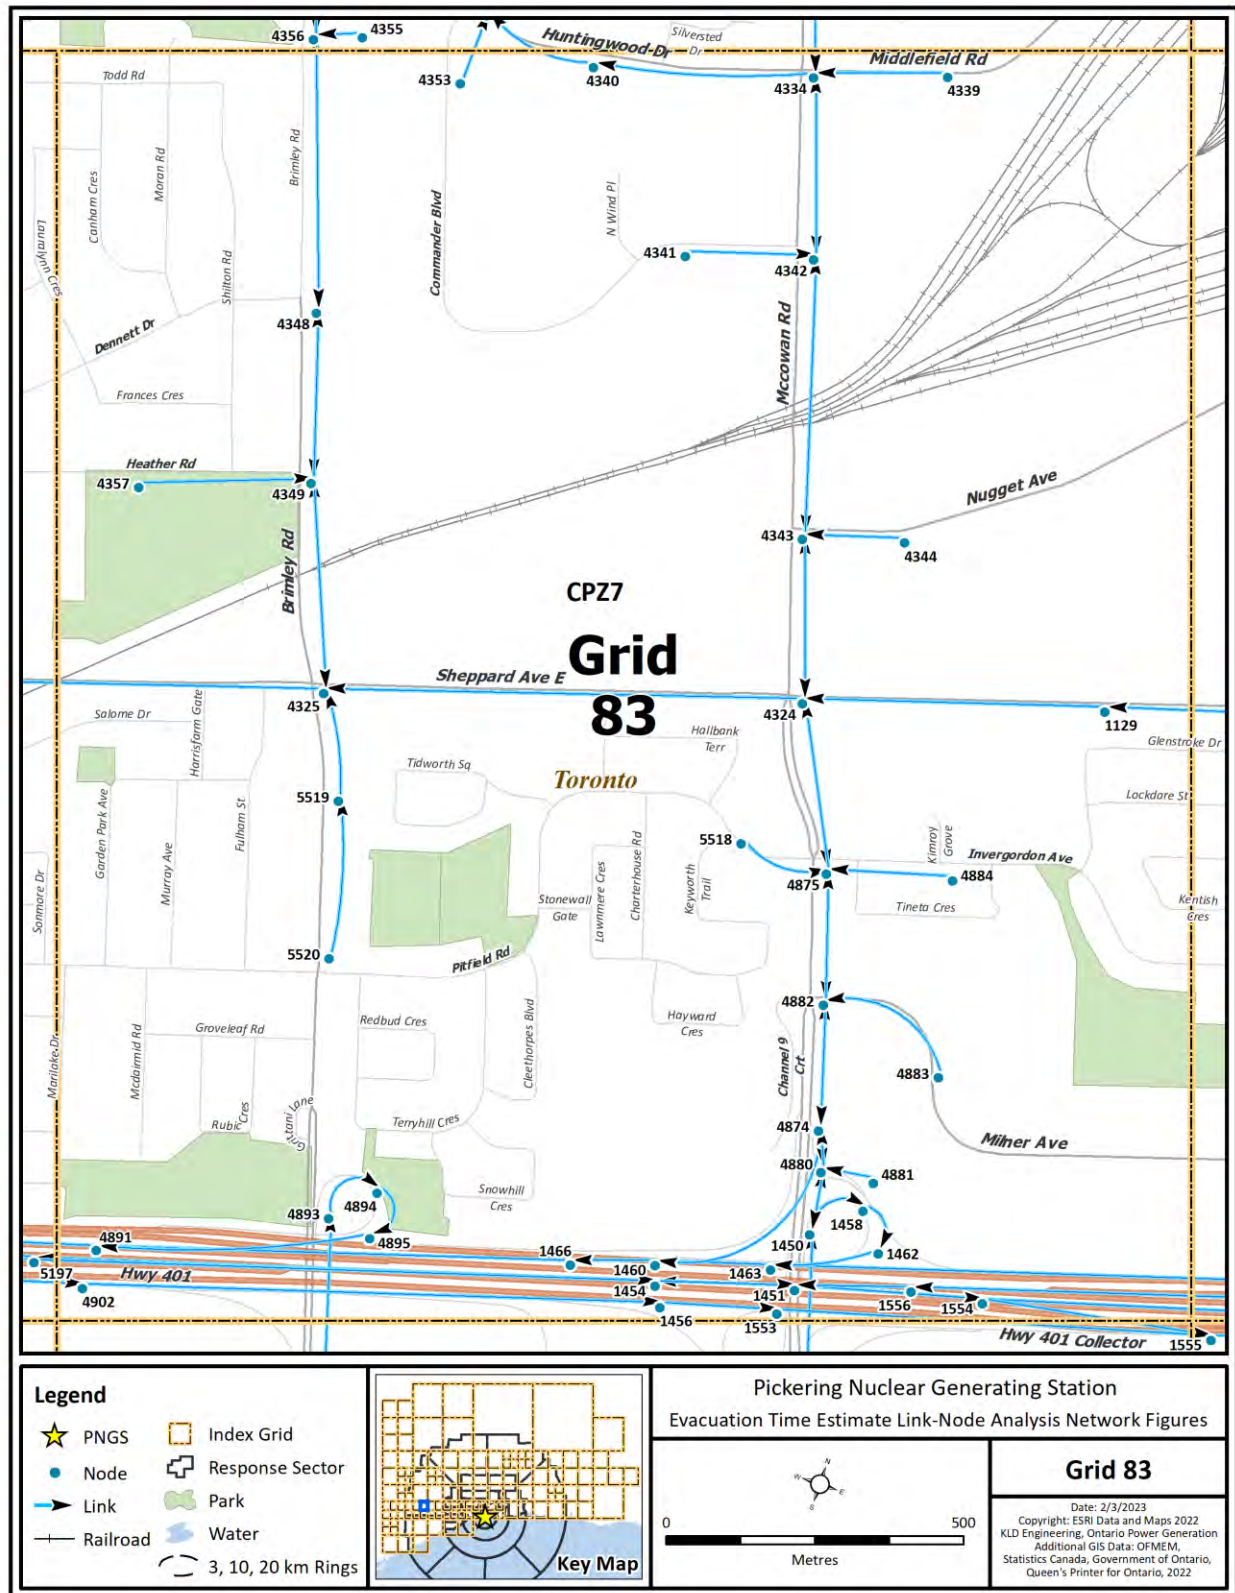 4356
4355
Silversted
Dr
Huntingwood Dr
Middlefield Rd
4353
4340
4334
4339
Todd Rd
Brimley Rd
Moran Rd
Canham Cres
Commander Blvd
N Wind Pl
Laralynn Cres
Shilton Rd
4341
4342
4348
Dennett Dr
Mccowan Rd
Frances Cres
Heather Rd
4357
4349
Nugget Ave
4343
4344
Brimley Rd
CPZ7
Grid
83
Sheppard Ave E
4325
4324
1129
Salome Dr
Harrisfarm Gate
Hallbank
Terr
Glenstroke Dr
Tidworth Sq
Toronto
Lockdare St
5519
Garden Park Ave
Fulham St
Murray Ave
Charterhouse Rd
5518
Kimroy
Grove
Invergordon Ave
4875
4884
Sonmore Dr
Stonewall
Gate
Lawnmere Cres
Keyworth
Trail
Tineta Cres
Kentish
Cres
5520
Pitfield Rd
4882
Groveleaf Rd
Redbud Cres
Hayward
Cres
Mcdairmid Rd
Marilake Dr
Cleethorpes Blvd
Channel 9
Crt
4883
Rubic Cres
Grittani Lane
Terryhill Cres
4874
Milner Ave
4880
4881
4894
Snowhill
Cres
4893
1458
4891
4895
1450
1462
5197
Hwy 401
4902
1466
1460
1463
1454
1451
1556
1554
1456
1553
Hwy 401 Collector
1555
Legend
PNGS
Node
Link
Railroad
Index Grid
Response Sector
Park
Water
3, 10, 20 km Rings
Key Map
Pickering Nuclear Generating Station
Evacuation Time Estimate Link-Node Analysis Network Figures
N
W
E
S
0
500
Metres
Grid 83
Date: 2/3/2023
Copyright: ESRI Data and Maps 2022
KLD Engineering, Ontario Power Generation
Additional GIS Data: OFMEM,
Statistics Canada, Government of Ontario,
Queen's Printer for Ontario, 2022